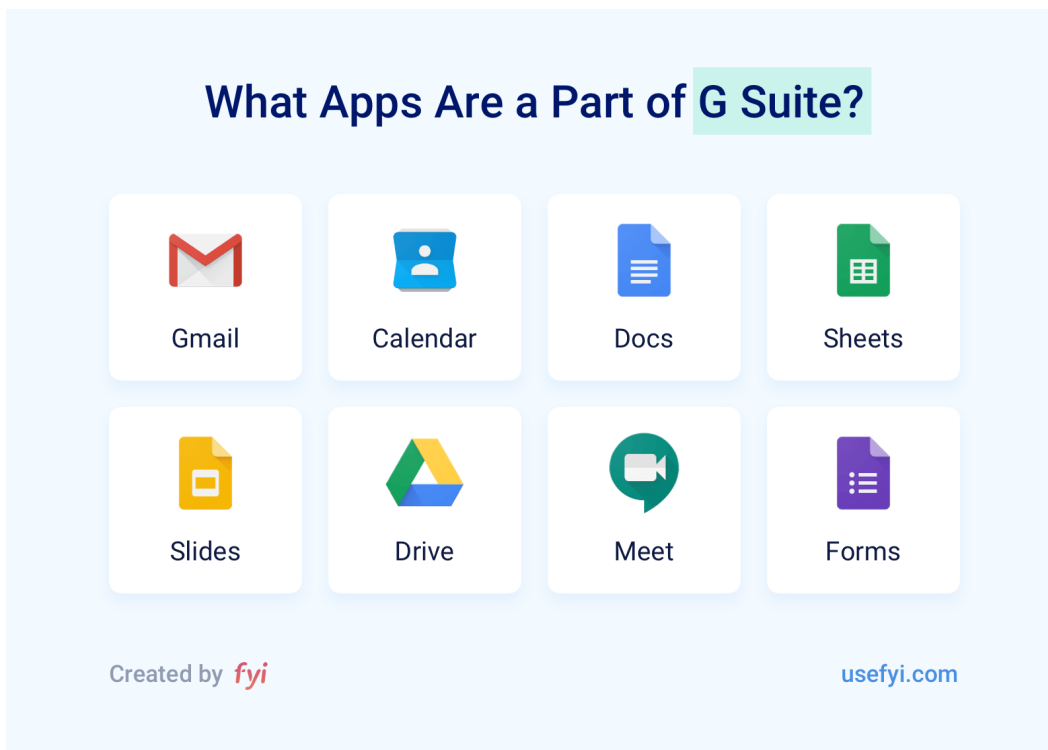 What Apps Are a Part of G Suite?
Gmail
Calendar
Docs
Sheets
Slides
Drive
Meet
Forms
Created by fyi
usefyi.com